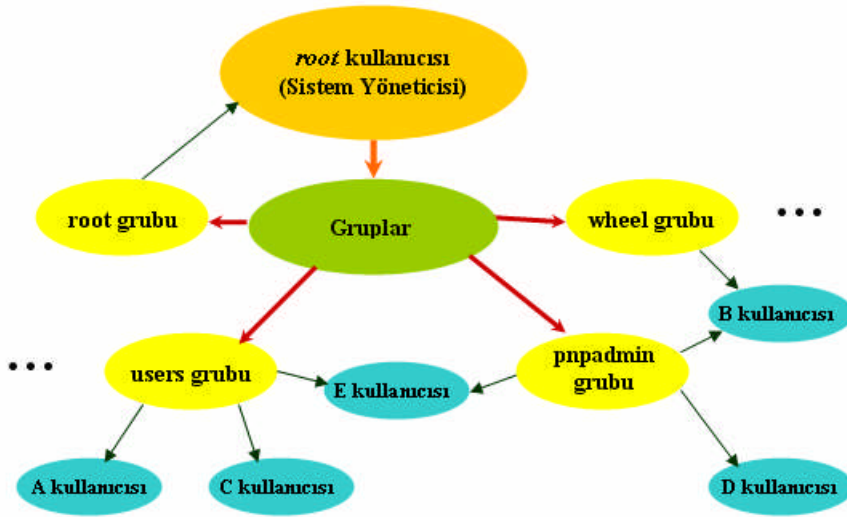 root kullanıcısı
(Sistem Yöneticisi)
root grubu
Gruplar
wheel grubu
...
B kullanıcısı
...
users grubu
E kullanıcısı
pnpadmin
grubu
A kullanıcısı
C kullanıcısı
D kullanıcısı